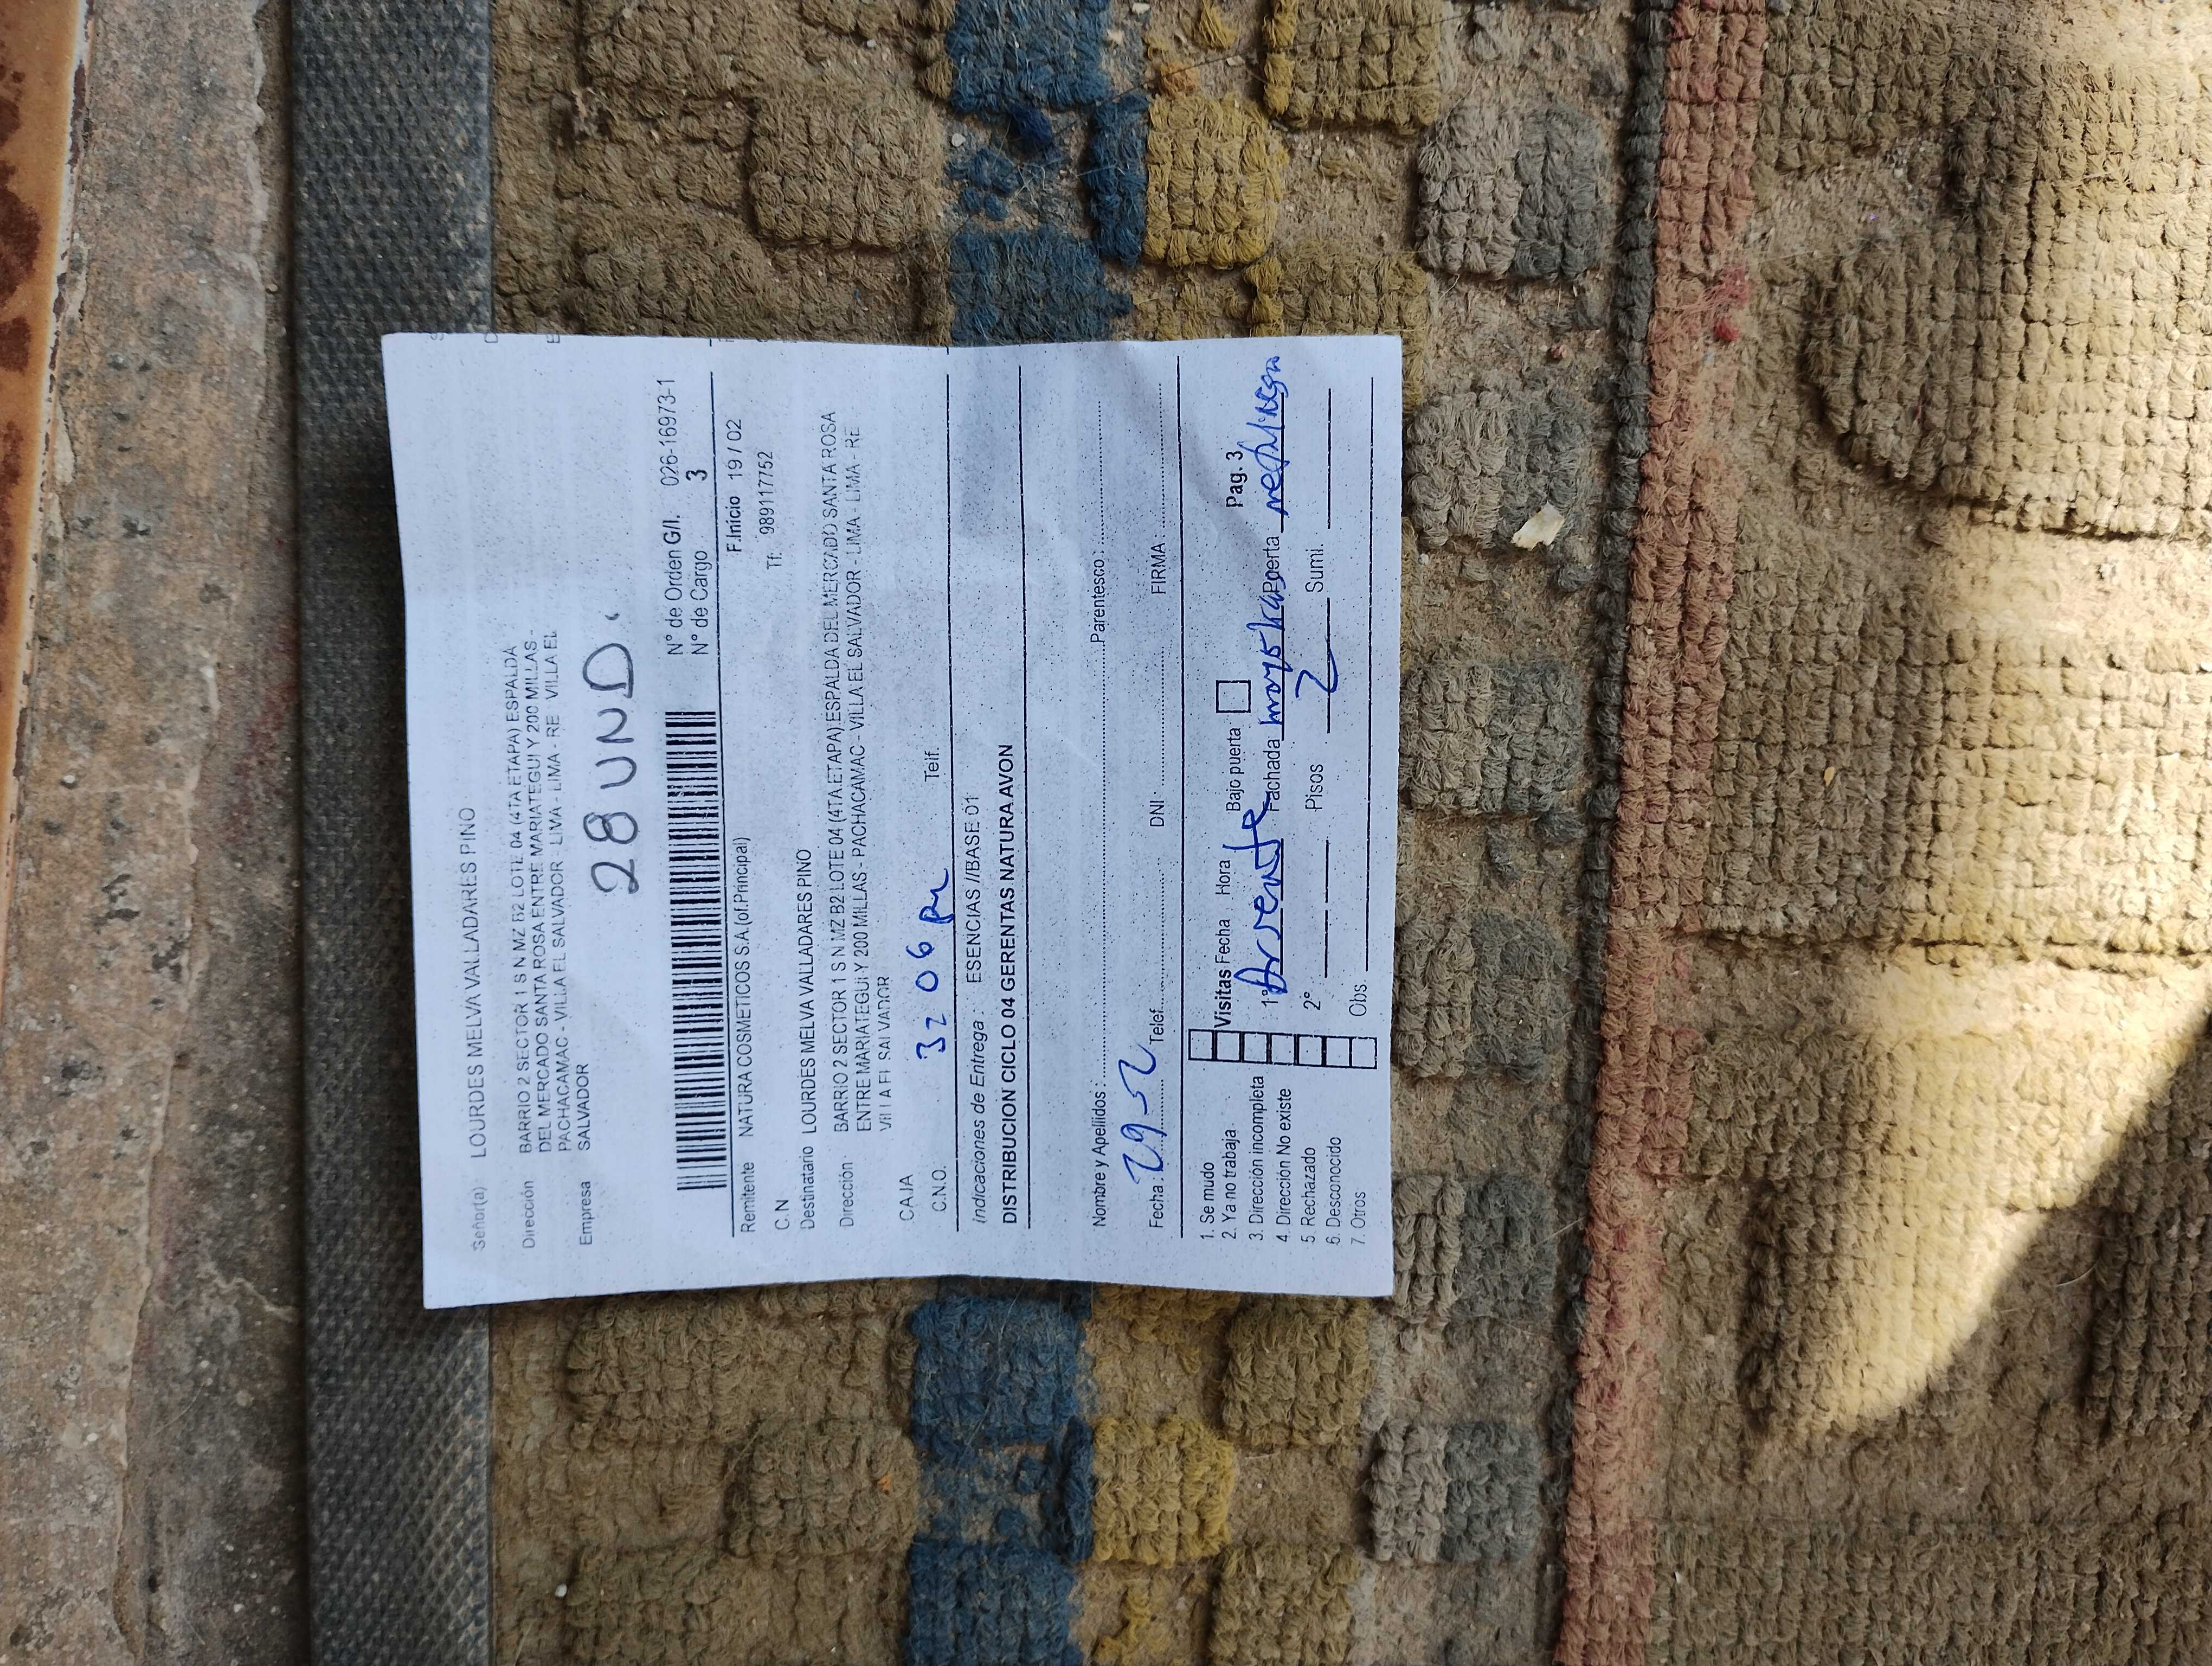 Señor(a) LOURDES MELVA VALLADARES PINO
Dirección BARRIO 2 SECTOR 1 S N MZ B2 LOTE 04 (4TA ETAPA) ESPALDA
DEL MERCADO SANTA ROSA ENTRE MARIATEGUI Y 200 MILLAS -
PACHACAMAC - VILLA EL SALVADOR - LIMA - LIMA - RE VILLA EL
Empresa SALVADOR
28 UND.
N° de Orden G/I. 026-16973-1
N° de Cargo 3
Remitente NATURA COSMETICOS S.A.(of.Principal) F.Inicio 19 / 02
C.N Tf: 989117752
Destinatario LOURDES MELVA VALLADARES PINO
Dirección BARRIO 2 SECTOR 1 S N MZ B2 LOTE 04 (4TA ETAPA) ESPALDA DEL MERCADO SANTA ROSA
ENTRE MARIATEGUI Y 200 MILLAS - PACHACAMAC - VILLA EL SALVADOR - LIMA - LIMA - RE
VILLA EL SALVADOR
CAJA
C.N.O. 32 06 Telf.
Indicaciones de Entrega : ESENCIAS //BASE 01
DISTRIBUCION CICLO 04 GERENTAS NATURA AVON
Nombre y Apellidos : Parentesco :
Fecha : Telef. DNI : FIRMA
1. Se mudo
2. Ya no trabaja Visitas Fecha Hora Bajo puerta Pag. 3
3. Dirección incompleta 1° Fachada Puerta
4. Dirección No existe
5. Rechazado 2° Pisos 2 Sumi.
6. Desconocido
7. Otros Obs.